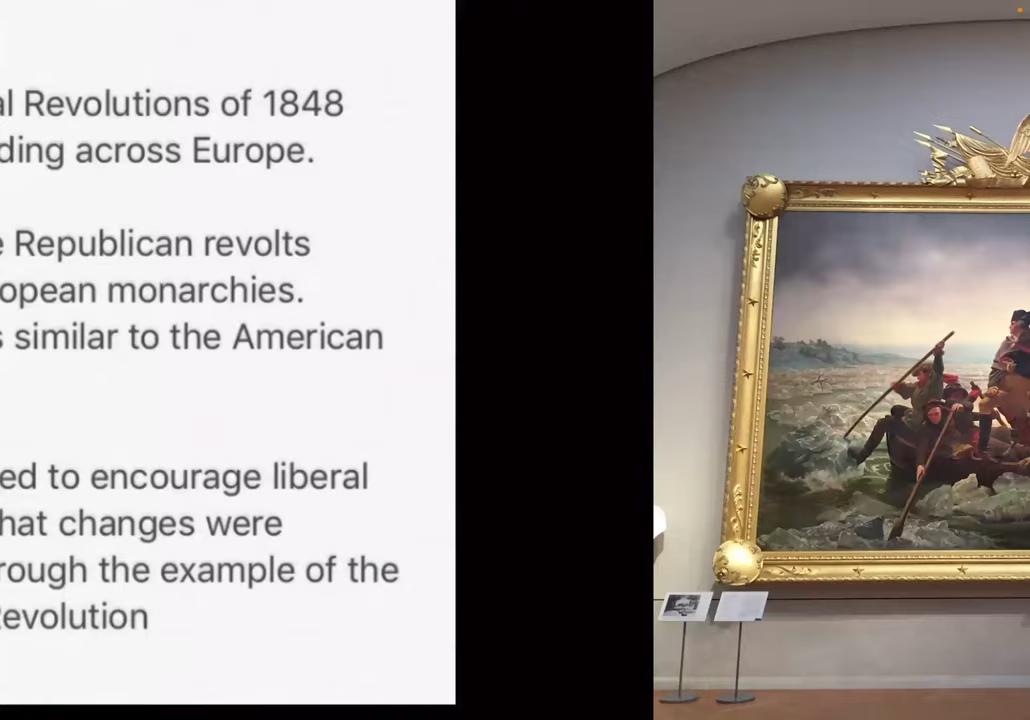 al Revolutions of 1848
ding across Europe.
e Republican revolts
opean monarchies.
s similar to the American
ed to encourage liberal
hat changes were
rough the example of the
Revolution